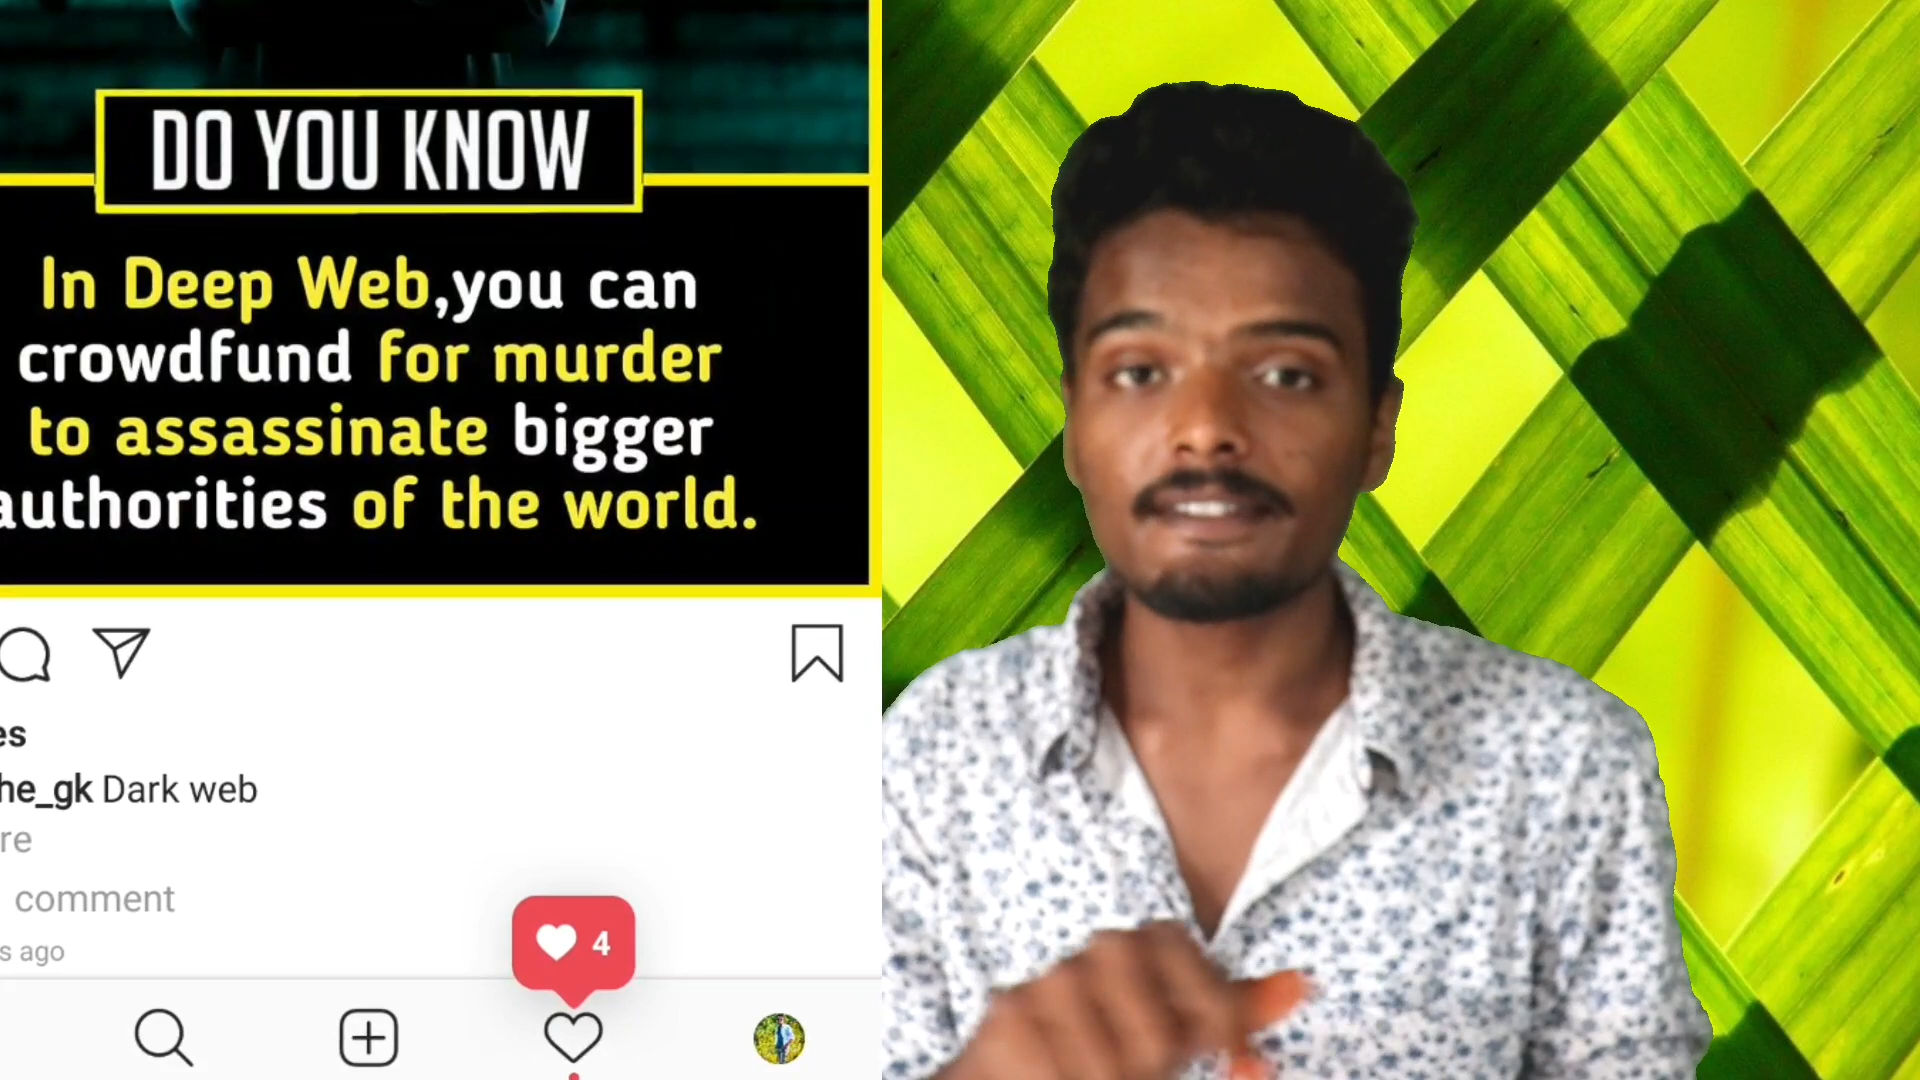 DO YOU KNOW
In Deep Web,you can
crowdfund for murder
to assassinate bigger
authorities of the world.
es
he_gk Dark web
re
comment
s ago
4